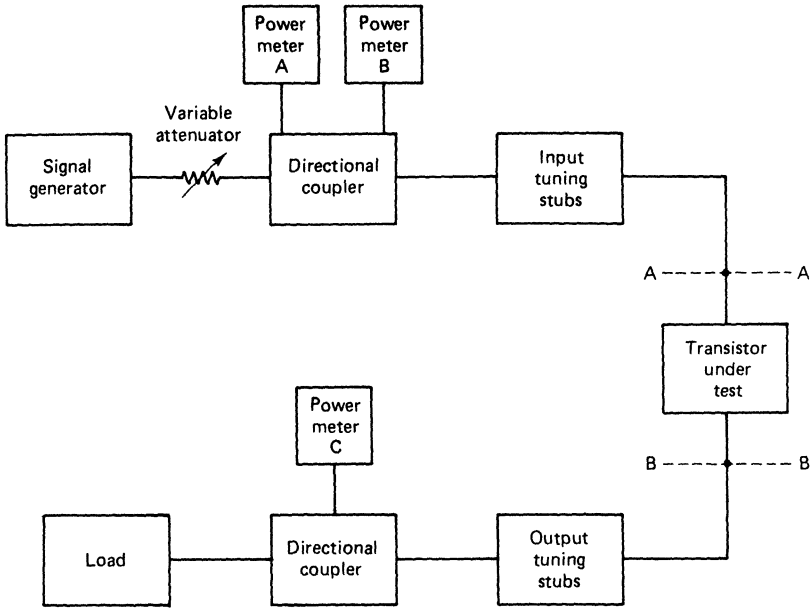 Power
meter
A
Power
meter
B
Variable
attenuator
Signal
generator
Directional
coupler
Input
tuning
stubs
A
A
Transistor
under
test
Power
meter
C
B
B
Load
Directional
coupler
Output
tuning
stubs